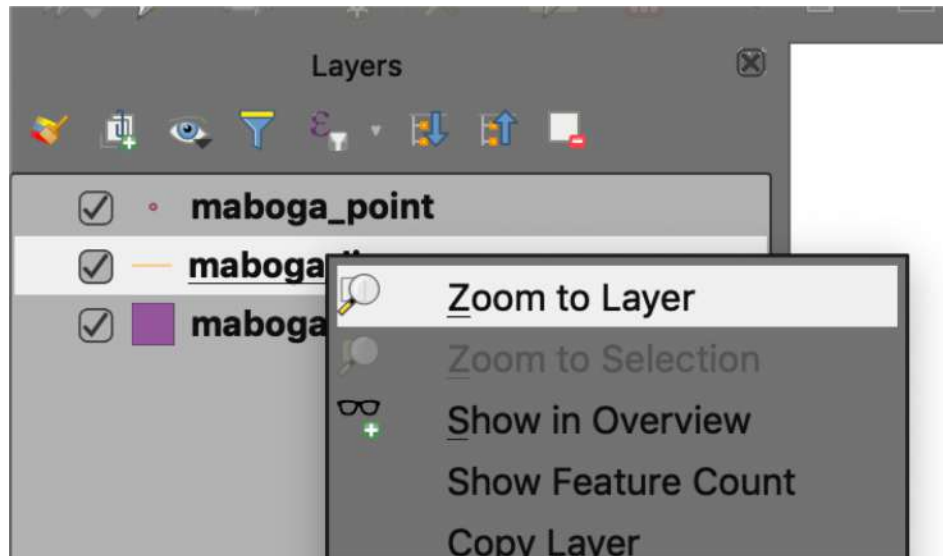 Layers
maboga_point
maboga
Zoom to Layer
maboga
Zoom to Selection
Show in Overview
Show Feature Count
Copy Layer